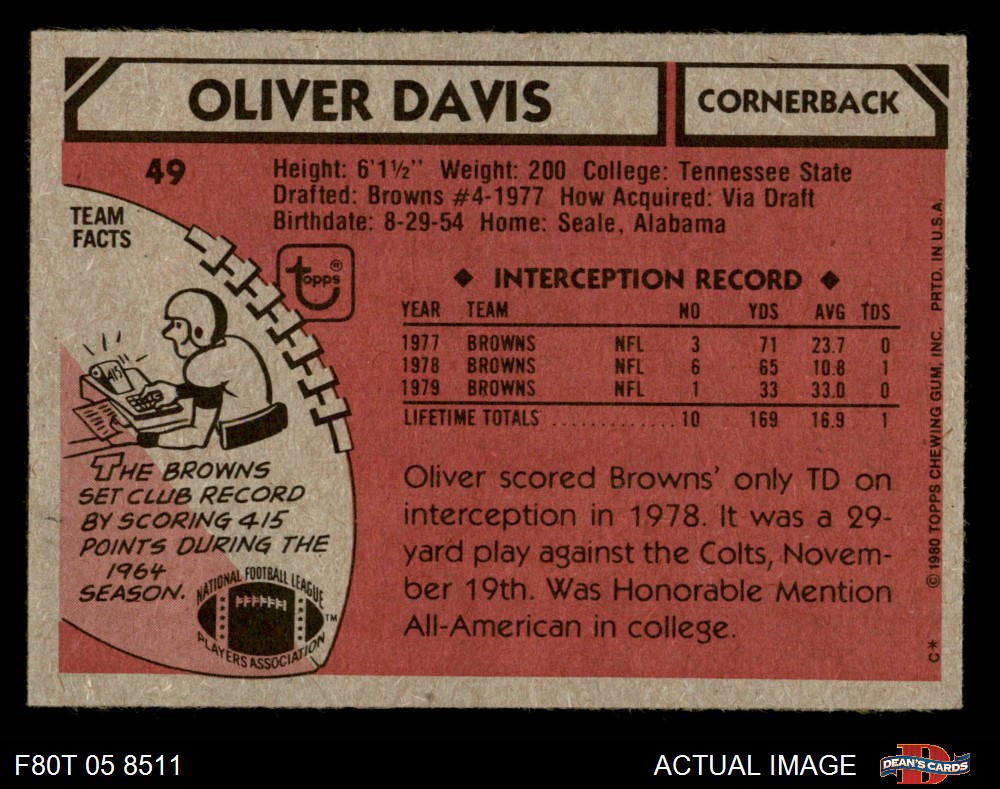 OLIVER DAVIS
CORNERBACK
49
Height: 6'1½" Weight: 200 College: Tennessee State
Drafted: Browns #4-1977 How Acquired: Via Draft
Birthdate: 8-29-54 Home: Seale, Alabama
TEAM
FACTS
topps®
415
◆ INTERCEPTION RECORD ◆
YEAR TEAM NO YDS AVG TDS
1977 BROWNS NFL 3 71 23.7 0
1978 BROWNS NFL 6 65 10.8 1
1979 BROWNS NFL 1 33 33.0 0
LIFETIME TOTALS ............ 10 169 16.9 1
THE BROWNS
SET CLUB RECORD
BY SCORING 415
POINTS DURING THE
1964
SEASON.
NATIONAL FOOTBALL LEAGUE
PLAYERS ASSOCIATION
TM
Oliver scored Browns' only TD on
interception in 1978. It was a 29-
yard play against the Colts, Novem-
ber 19th. Was Honorable Mention
All-American in college.
C* © 1980 TOPPS CHEWING GUM, INC. PRTD. IN U.S.A.
F80T 05 8511
ACTUAL IMAGE
DEAN'S CARDS